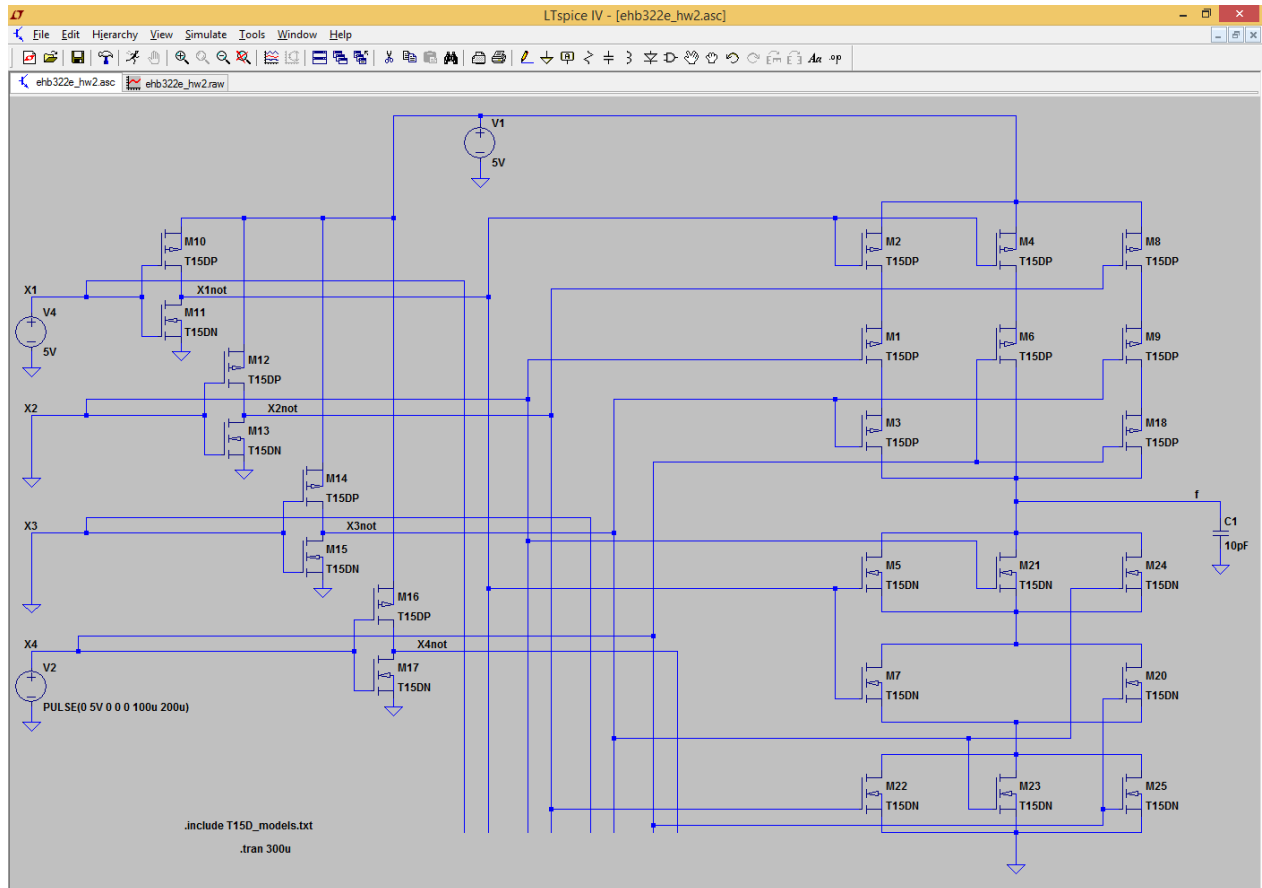 LTspice IV - [ehb322e_hw2.asc]
File Edit Hierarchy View Simulate Tools Window Help
Aa .op
ehb322e_hw2.asc ehb322e_hw2.raw
V1
5V
M10
T15DP
X1
X1not
V4
5V
M11
T15DN
M12
T15DP
X2
X2not
M13
T15DN
M14
T15DP
X3
X3not
M15
T15DN
M16
T15DP
X4
X4not
V2
M17
T15DN
PULSE(0 5V 0 0 0 100u 200u)
M2
T15DP
M4
T15DP
M8
T15DP
M1
T15DP
M6
T15DP
M9
T15DP
M3
T15DP
M18
T15DP
f
C1
10pF
M5
T15DN
M21
T15DN
M24
T15DN
M7
T15DN
M20
T15DN
M22
T15DN
M23
T15DN
M25
T15DN
.include T15D_models.txt
.tran 300u